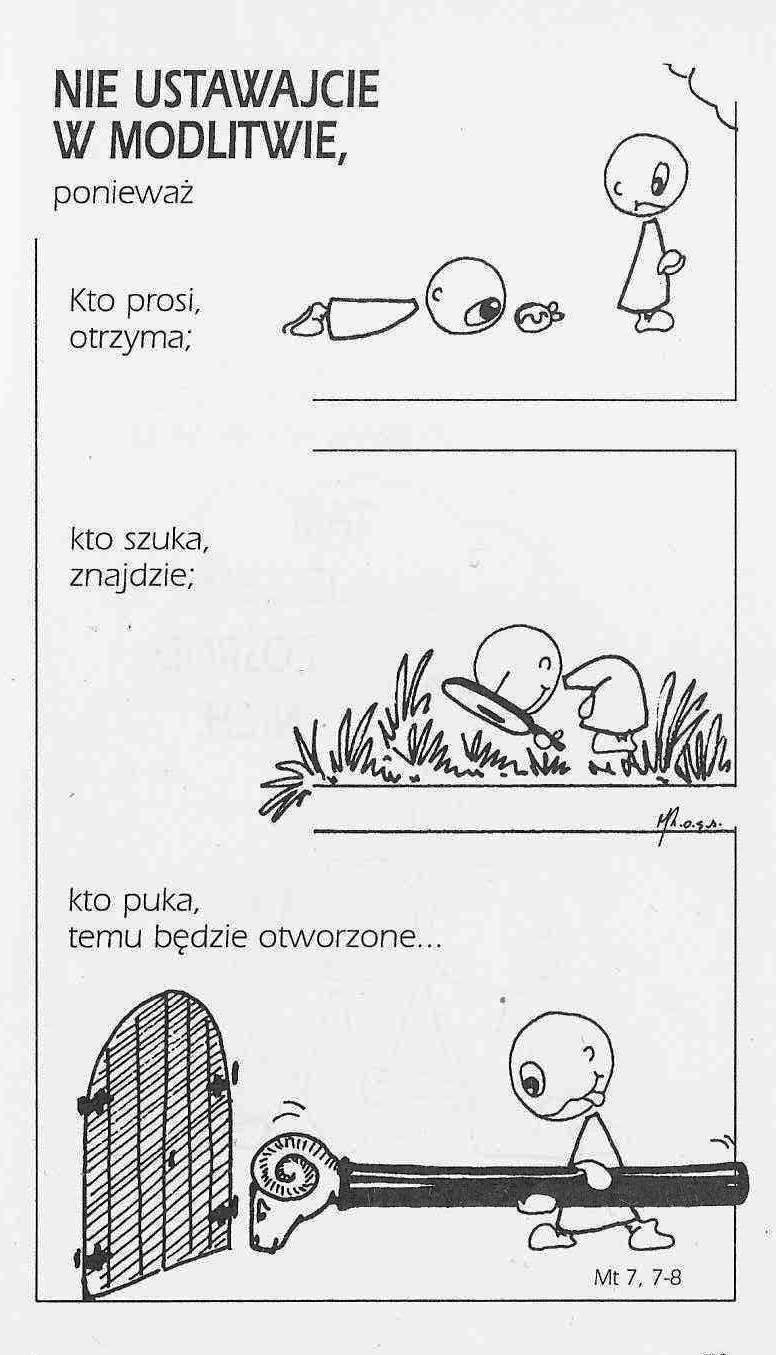 NIE USTAWAJCIE
W MODLITWIE,
ponieważ
Kto prosi,
otrzyma;
kto szuka,
znajdzie;
kto puka,
temu będzie otworzone...
Mt 7, 7-8